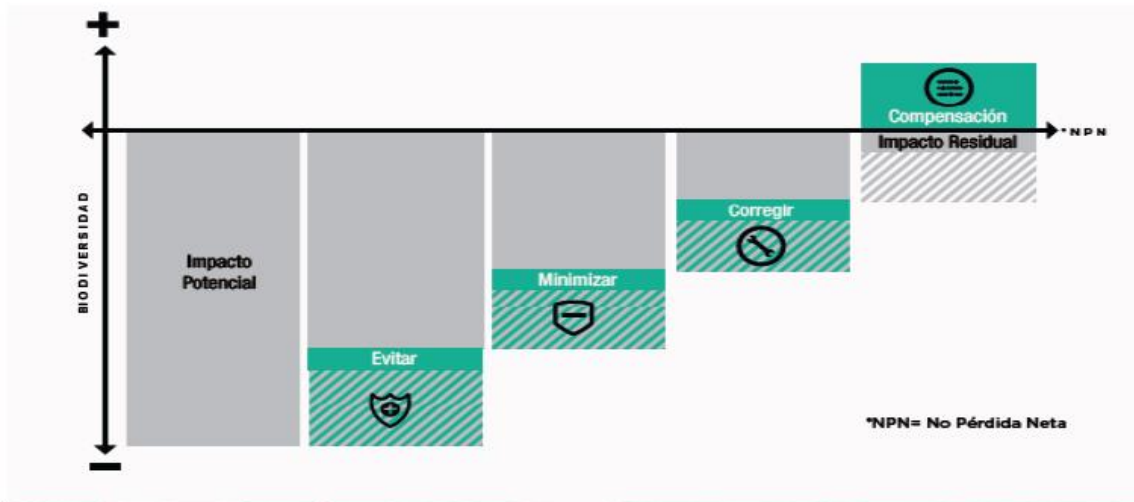 +
Compensación
*NPN
Impacto Residual
BIODIVERSIDAD
Corregir
Impacto
Potencial
Minimizar
Evitar
*NPN= No Pérdida Neta
−